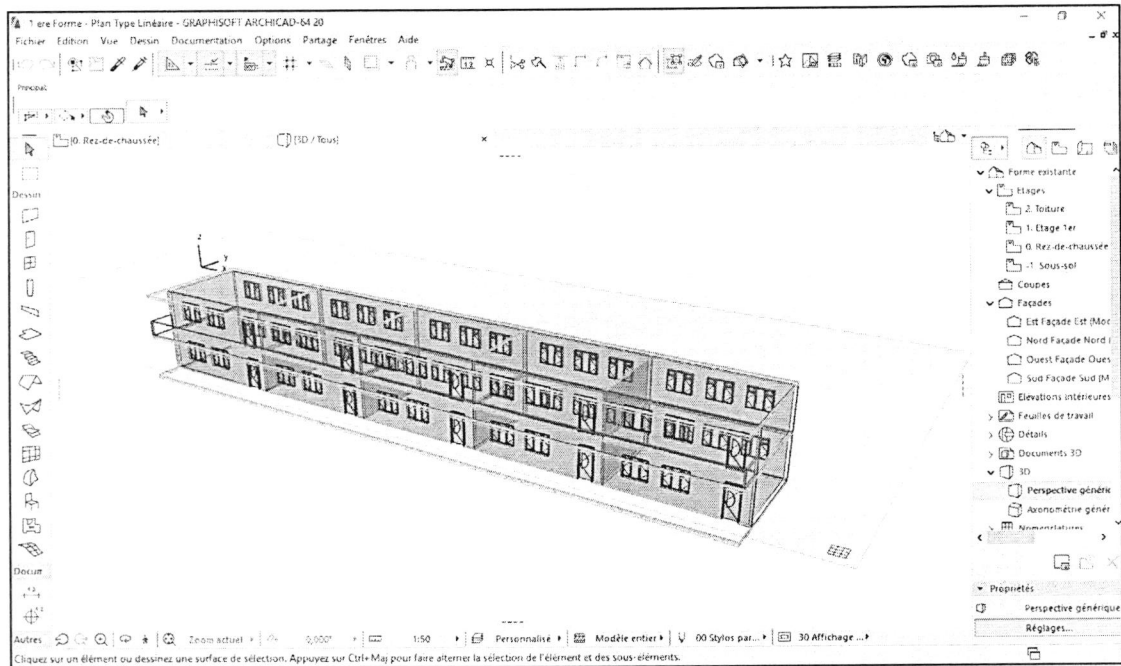 1 ere Forme - Plan Type Linéaire - GRAPHISOFT ARCHICAD-64 20
Fichier Edition Vue Dessin Documentation Options Partage Fenêtres Aide
Principal
[0. Rez-de-chaussée]
[3D / Tous]
Dessin
z
y
x
Forme existante
Etages
2. Toiture
1. Etage 1er
0. Rez-de-chaussée
-1. Sous-sol
Coupes
Façades
Est Façade Est (Moc
Nord Façade Nord (
Ouest Façade Oues
Sud Façade Sud (M
Elévations intérieures
Feuilles de travail
Détails
Documents 3D
3D
Perspective générik
Axonométrie génér
Nomenclatures
Docum
Propriétés
Perspective générique
Réglages...
Autres Zoom actuel 0,000° 1:50 Personnalisé Modèle entier 00 Stylos par... 30 Affichage ...
Cliquez sur un élément ou dessinez une surface de sélection. Appuyez sur Ctrl+Maj pour faire alterner la sélection de l'élément et des sous-éléments.